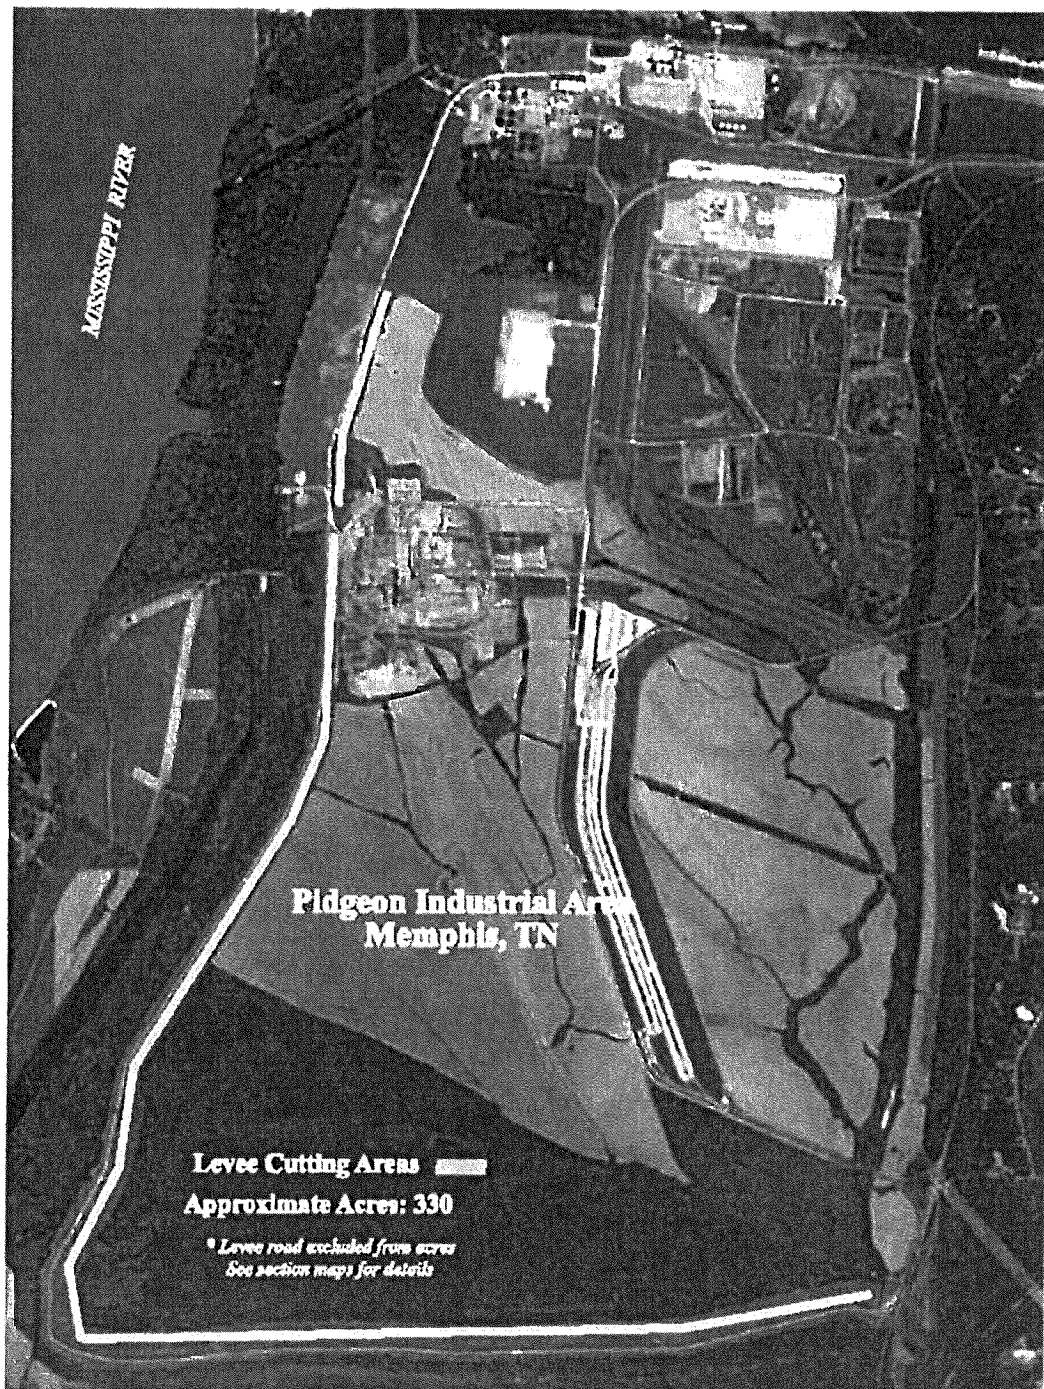 MISSISSIPPI RIVER
Pidgeon Industrial Area
Memphis, TN
Levee Cutting Areas
Approximate Acres: 330
* Levee road excluded from acres
See section maps for details